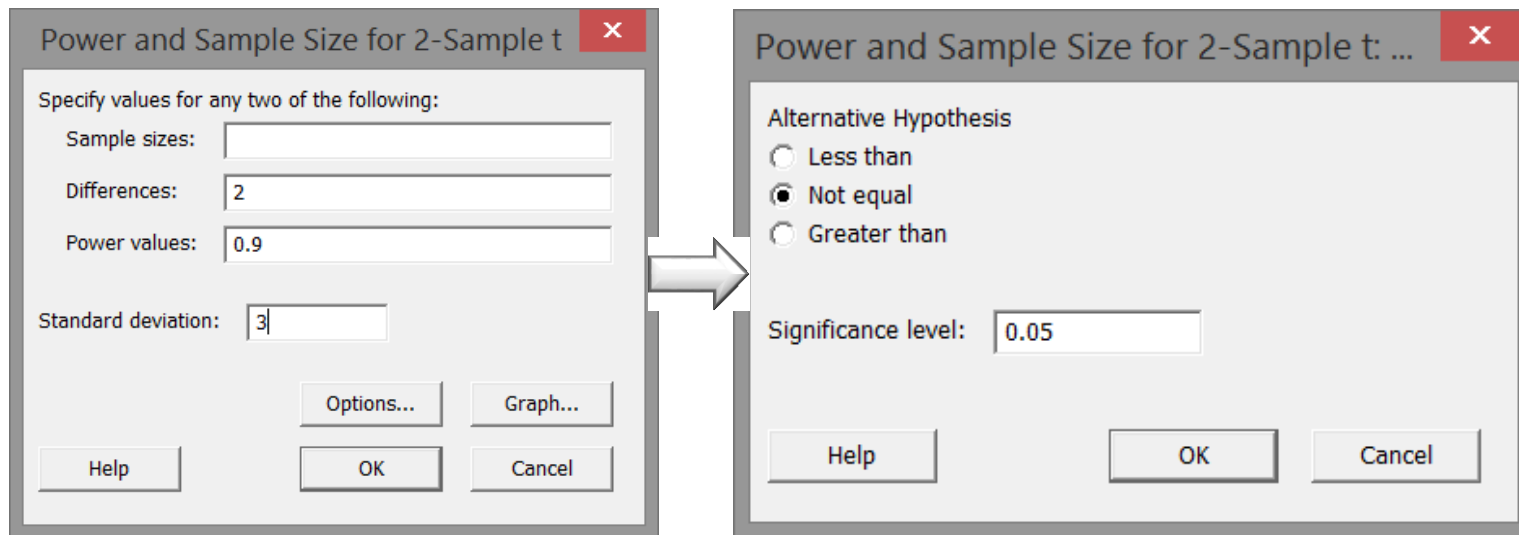 Power and Sample Size for 2-Sample t
Specify values for any two of the following:
Sample sizes:
Differences: 2
Power values: 0.9
Standard deviation: 3
Options... Graph...
Help OK Cancel
Power and Sample Size for 2-Sample t: ...
Alternative Hypothesis
Less than
Not equal
Greater than
Significance level: 0.05
Help OK Cancel